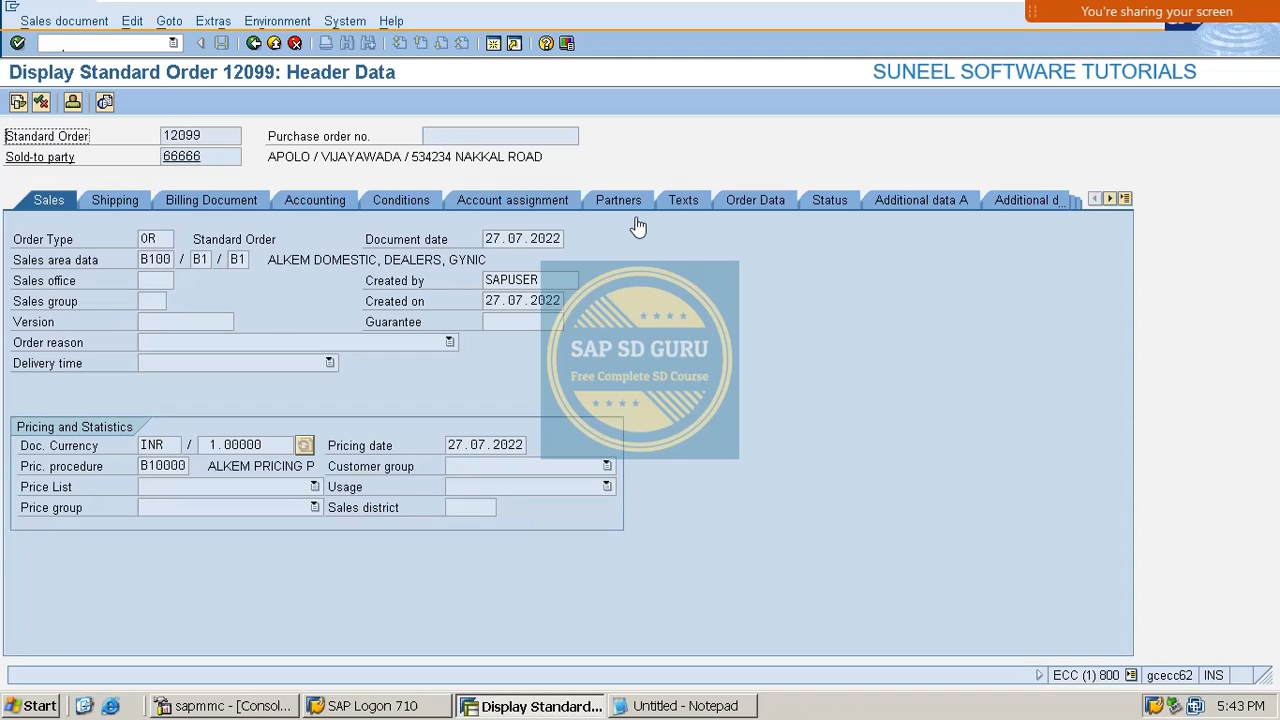 You're sharing your screen
Sales document Edit Goto Extras Environment System Help
Display Standard Order 12099: Header Data
SUNEEL SOFTWARE TUTORIALS
Standard Order 12099 Purchase order no.
Sold-to party 66666 APOLO / VIJAYAWADA / 534234 NAKKAL ROAD
Sales Shipping Billing Document Accounting Conditions Account assignment Partners Texts Order Data Status Additional data A Additional d...
Order Type OR Standard Order Document date 27.07.2022
Sales area data B100 / B1 / B1 ALKEM DOMESTIC, DEALERS, GYNIC
Sales office Created by SAPUSER
Sales group Created on 27.07.2022
Version Guarantee
Order reason
Delivery time
SAP SD GURU
Free Complete SD Course
Pricing and Statistics
Doc. Currency INR / 1.00000 Pricing date 27.07.2022
Pric. procedure B10000 ALKEM PRICING P Customer group
Price List Usage
Price group Sales district
ECC (1) 800 gcecc62 INS
Start sapmmc - [Consol... SAP Logon 710 Display Standard... Untitled - Notepad 5:43 PM